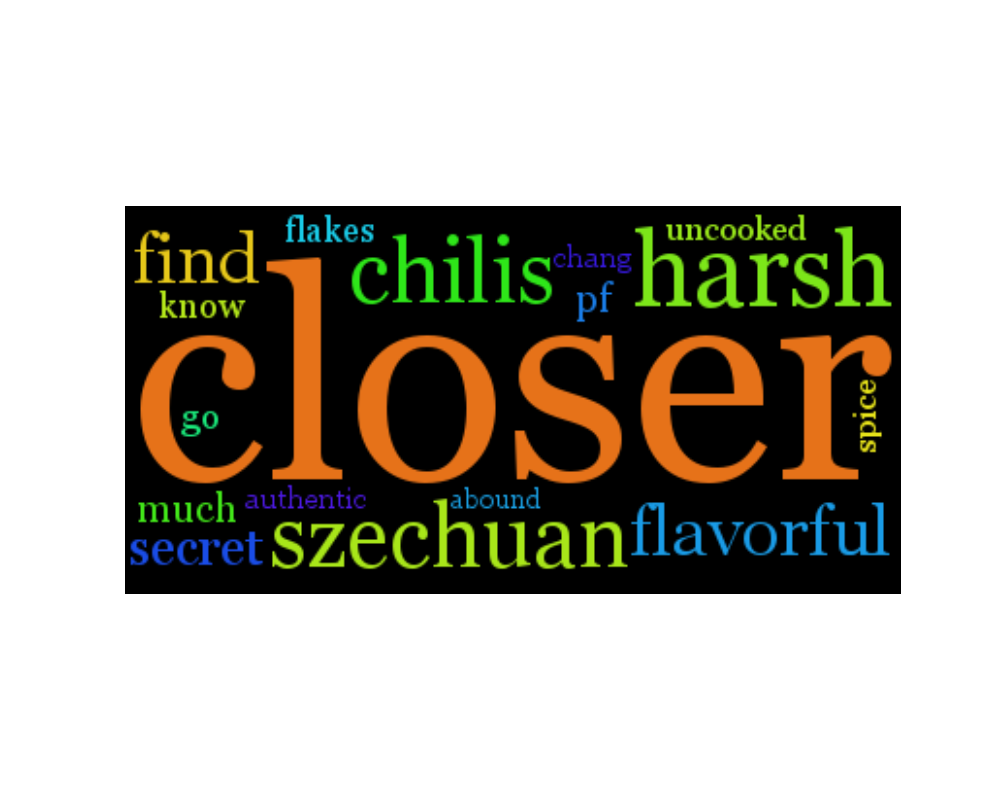 flakes
uncooked
find
chilis
chang
harsh
know
pf
closer
go
spice
much
authentic
abound
secret
szechuan
flavorful